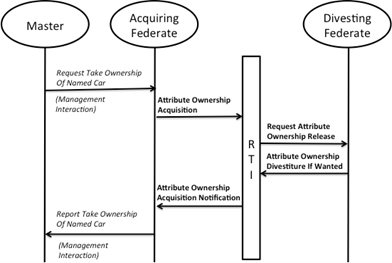 Master
Acquiring
Federate
Divesting
Federate
Request Take Ownership
Of Named Car
(Management
Interaction)
Attribute Ownership
Acquisition
R
T
I
Request Attribute
Ownership Release
Attribute Ownership
Divestiture If Wanted
Attribute Ownership
Acquisition Notification
Report Take Ownership
Of Named Car
(Management
Interaction)